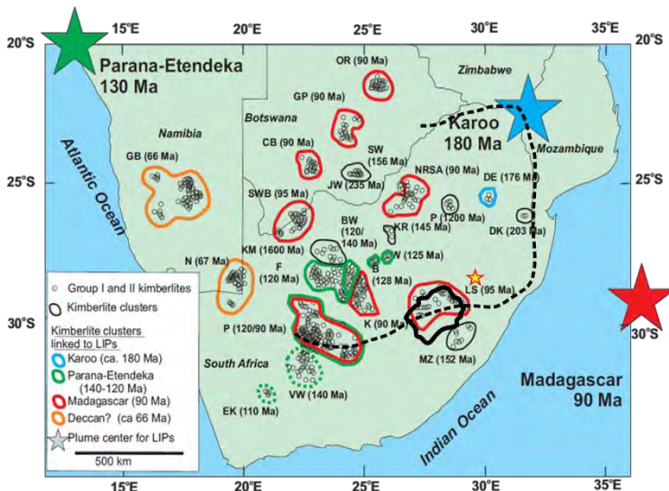 15°E
20°E
25°E
30°E
35°E
20°S
20°S
Parana-Etendeka
130 Ma
OR (90 Ma)
Zimbabwe
GP (90 Ma)
Botswana
Namibia
Karoo
180 Ma
Mozambique
CB (90 Ma)
SW
(156 Ma)
GB (66 Ma)
JW (235 Ma)
NRSA (90 Ma)
DE (176 Ma)
Atlantic Ocean
25°S
25°S
SWB (95 Ma)
P (1200 Ma)
BW
(120/
140 Ma)
KR (145 Ma)
DK (203 Ma)
KM (1600 Ma)
W (125 Ma)
N (67 Ma)
F
(120 Ma)
B
(128 Ma)
LS (95 Ma)
Group I and II kimberlites
Kimberlite clusters
Kimberlite clusters
linked to LIPs
Karoo (ca. 180 Ma)
Parana-Etendeka
(140-120 Ma)
Madagascar (90 Ma)
Deccan? (ca 66 Ma)
Plume center for LIPs
500 km
30°S
30°S
P (120/90 Ma)
K (90 Ma)
MZ (152 Ma)
South Africa
VW (140 Ma)
EK (110 Ma)
Madagascar
90 Ma
Indian Ocean
15°E
20°E
25°E
30°E
35°E